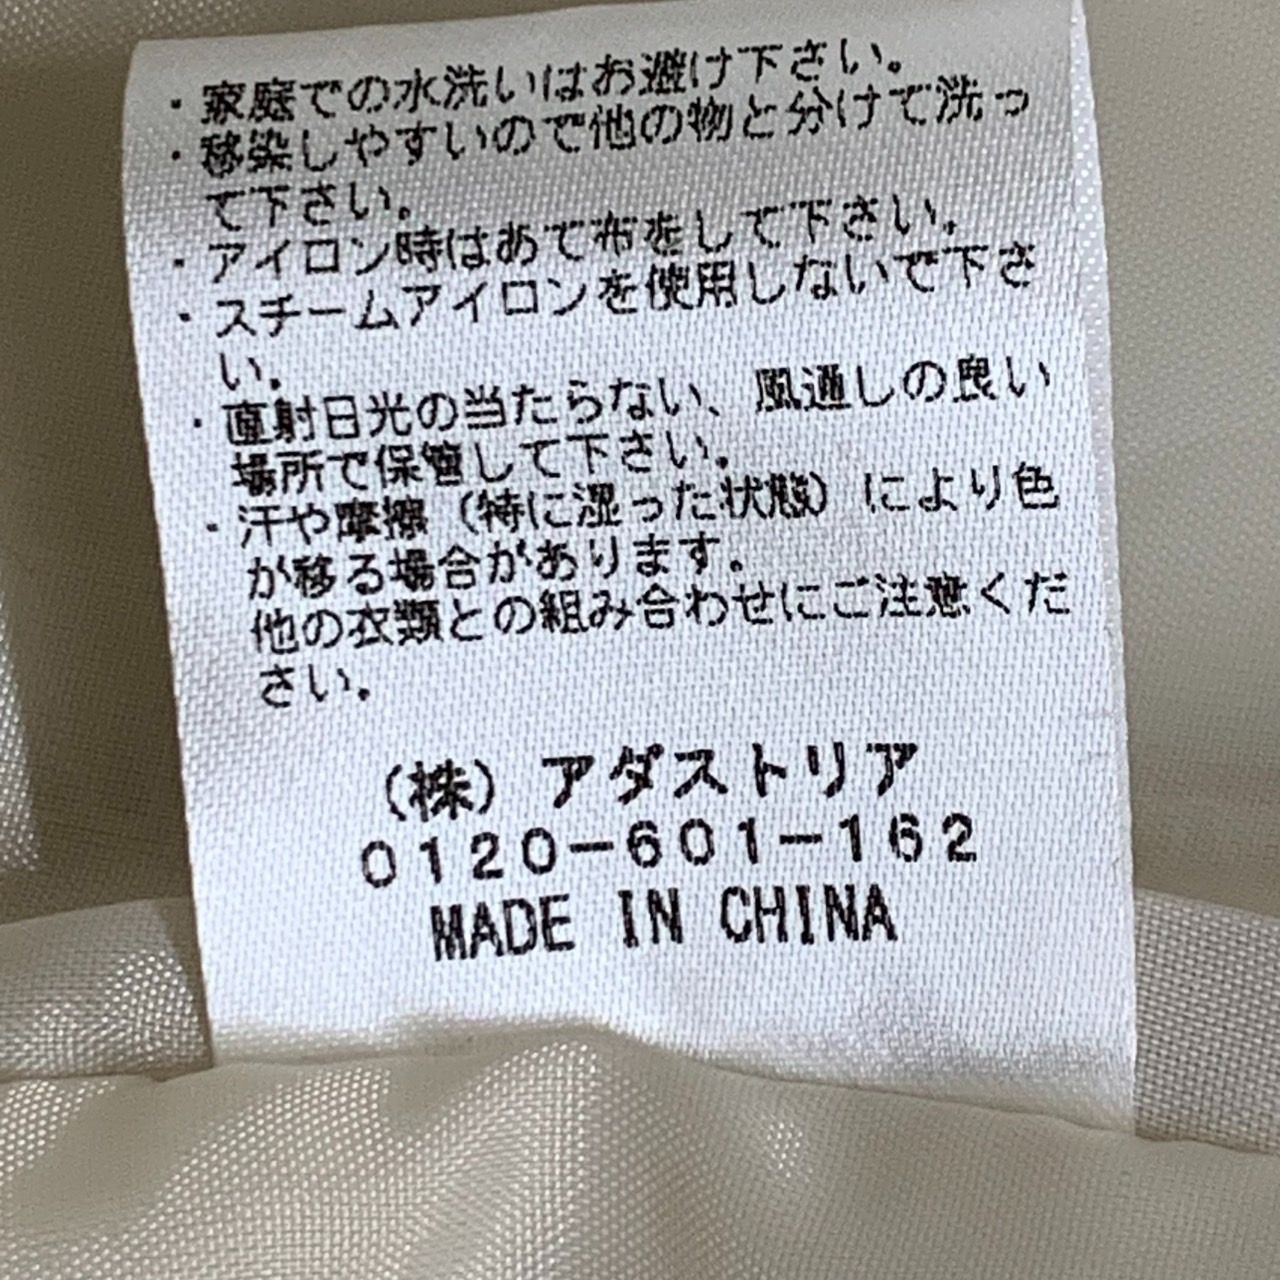 ・家庭での水洗いはお避け下さい。
・移染しやすいので他の物と分けて洗っ
て下さい。
・アイロン時はあて布をして下さい。
・スチームアイロンを使用しないで下さ
い。
・直射日光の当たらない、風通しの良い
場所で保管して下さい。
・汗や摩擦（特に湿った状態）により色
が移る場合があります。
他の衣類との組み合わせにご注意くだ
さい。
（株）アダストリア
0120-601-162
MADE IN CHINA